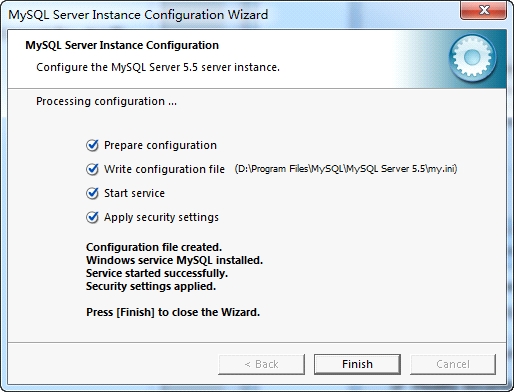 MySQL Server Instance Configuration Wizard
MySQL Server Instance Configuration
Configure the MySQL Server 5.5 server instance.
Processing configuration ...
Prepare configuration
Write configuration file (D:\Program Files\MySQL\MySQL Server 5.5\my.ini)
Start service
Apply security settings
Configuration file created.
Windows service MySQL installed.
Service started successfully.
Security settings applied.
Press [Finish] to close the Wizard.
< Back Finish Cancel